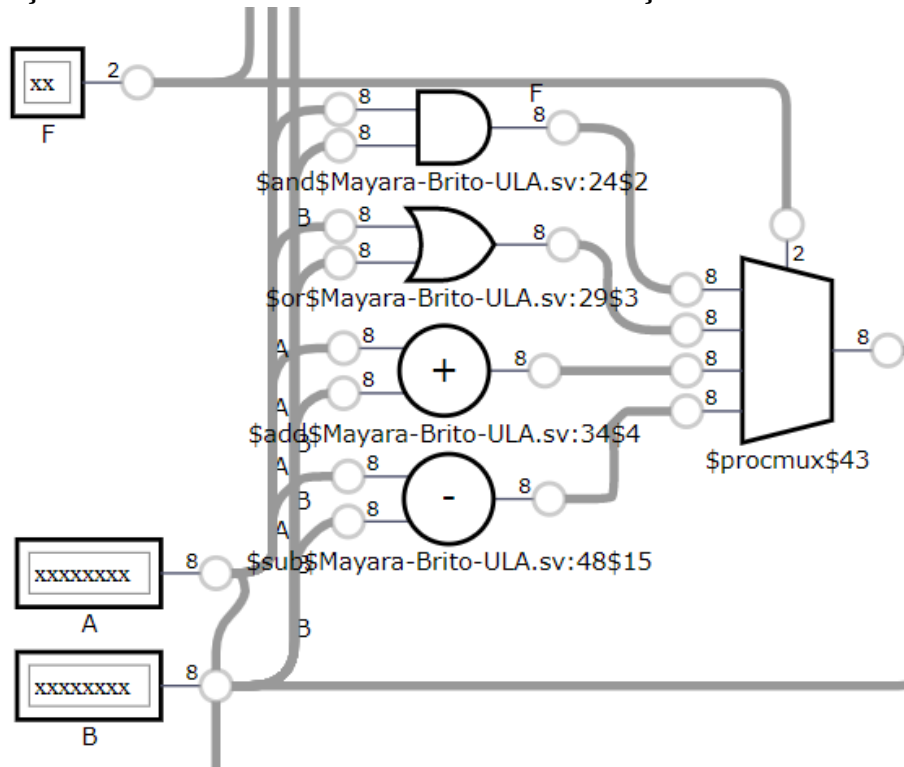 xx
2
F
8
8
F
8
$and$Mayara-Brito-ULA.sv:24$2
B
8
8
8
2
$or$Mayara-Brito-ULA.sv:29$3
8
8
8
8
8
A
8
8
8
+
A
$add$Mayara-Brito-ULA.sv:34$4
B
$procmux$43
A
8
8
B
-
8
A
$sub$Mayara-Brito-ULA.sv:48$15
xxxxxxxx
8
A
B
xxxxxxxx
8
B